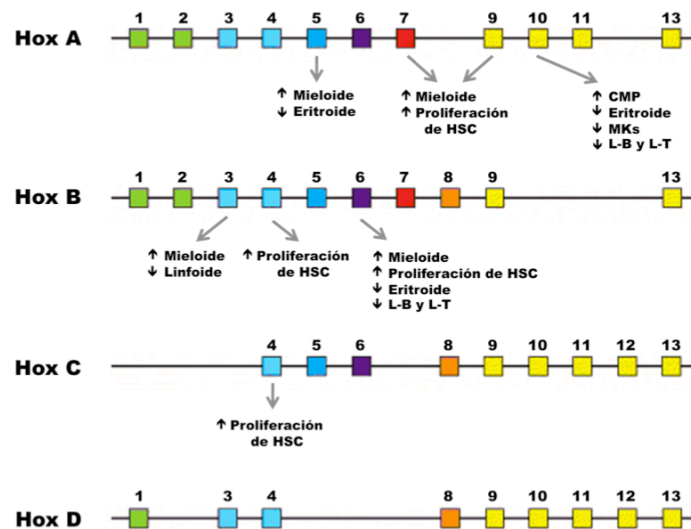 1 2 3 4 5 6 7 9 10 11 13
Hox A
↑ Mieloide
↓ Eritroide
↑ Mieloide
↑ Proliferación
de HSC
↑ CMP
↓ Eritroide
↓ MKs
↓ L-B y L-T
1 2 3 4 5 6 7 8 9 13
Hox B
↑ Mieloide
↓ Linfoide
↑ Proliferación
de HSC
↑ Mieloide
↑ Proliferación de HSC
↓ Eritroide
↓ L-B y L-T
4 5 6 8 9 10 11 12 13
Hox C
↑ Proliferación
de HSC
1 3 4 8 9 10 11 12 13
Hox D